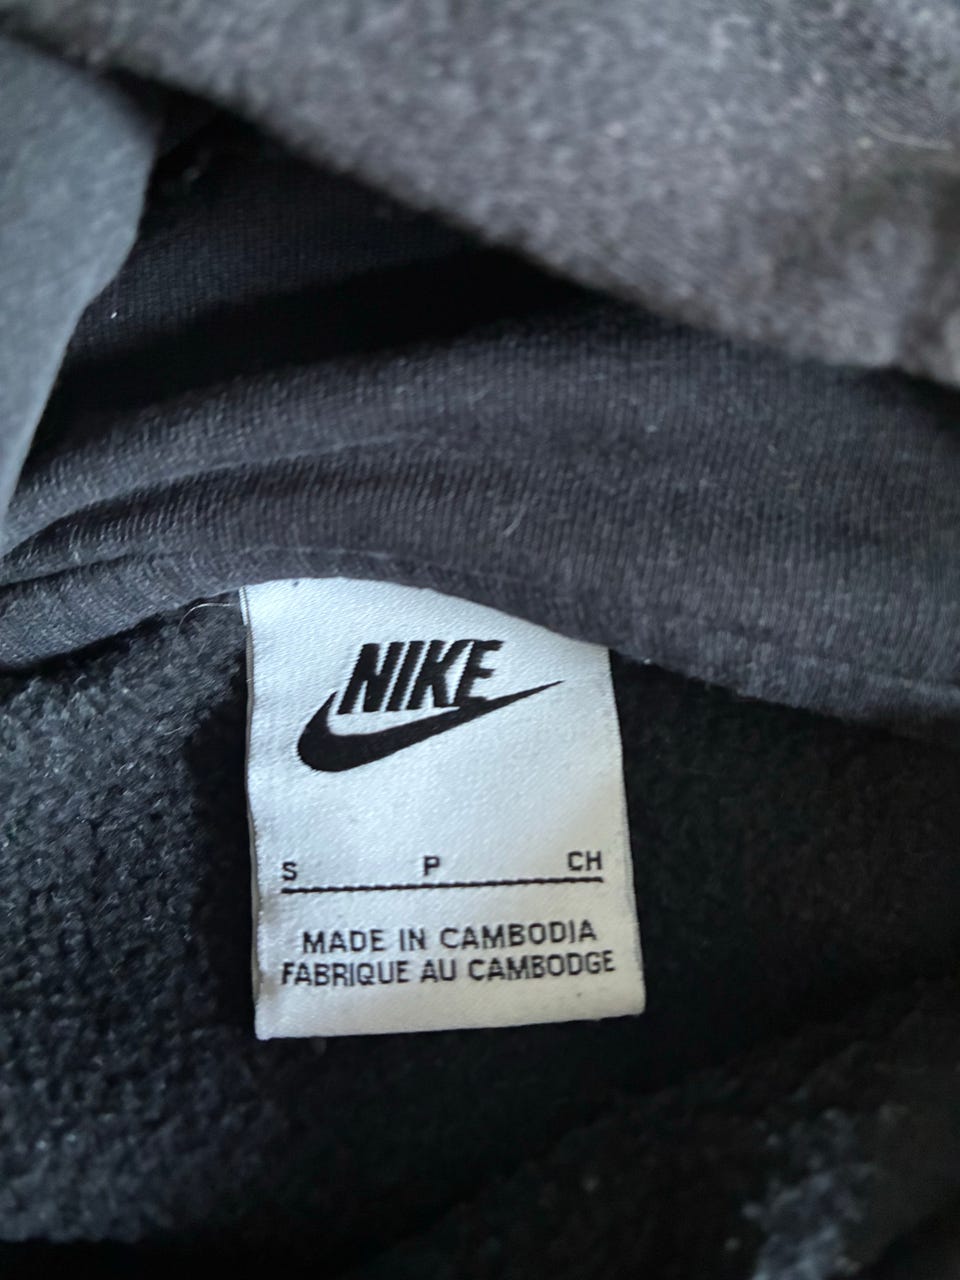 NIKE
S P CH
MADE IN CAMBODIA
FABRIQUE AU CAMBODGE